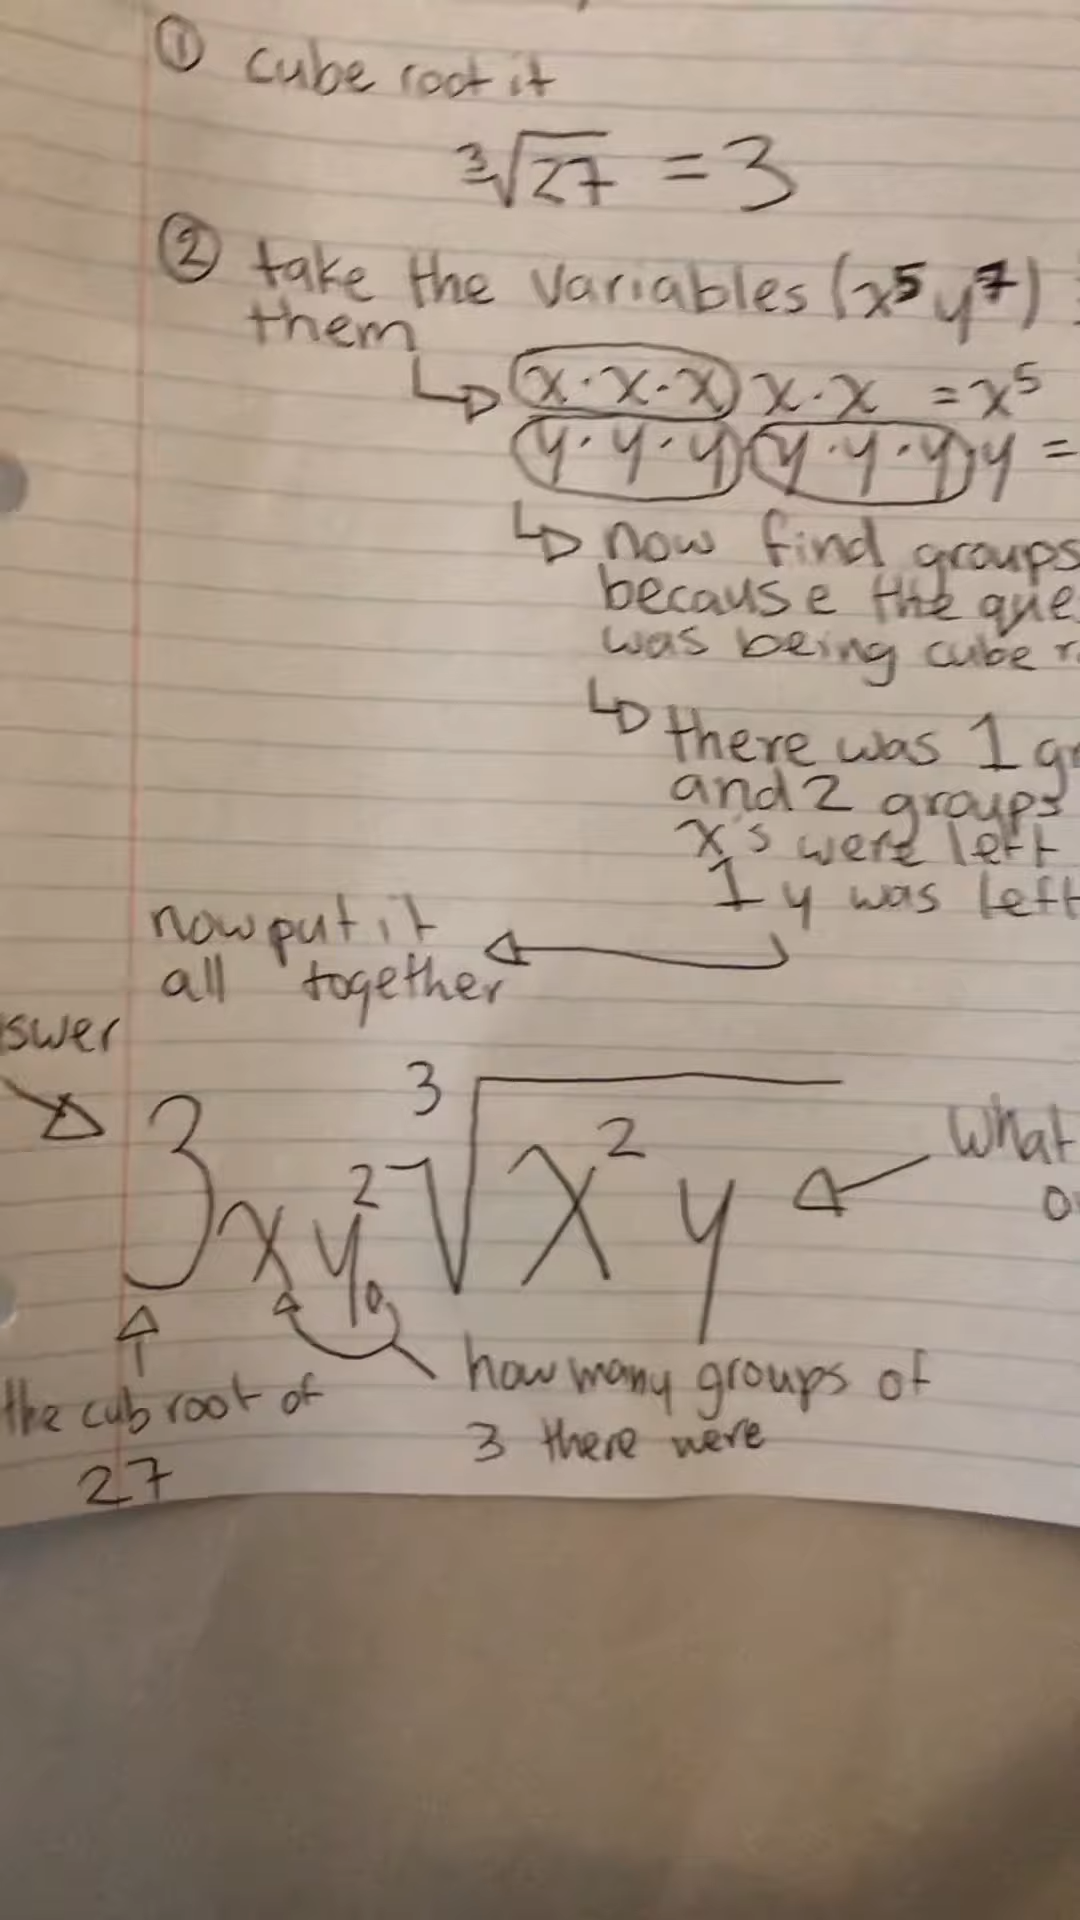 ① cube root it
∛27 = 3
② take the variables (x⁵y⁷)
them
x·x·x x·x = x⁵
y·y·y y·y·y y =
now find groups
because the
was being cube
there was 1
and 2 groups
x's were left
1 y was left
now put it
all together
3xy² ∛x²y
What
the cub root of
27
how many groups of
3 there were